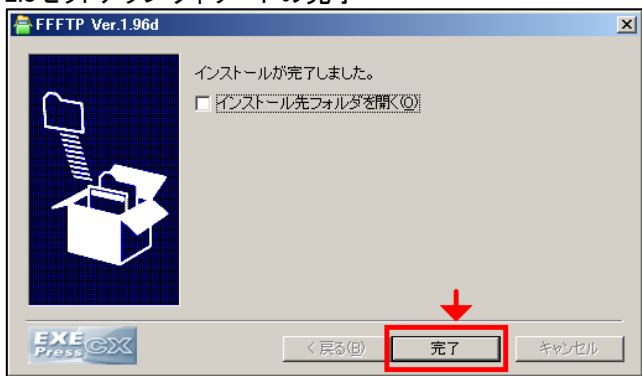 FFFTP Ver.1.96d
インストールが完了しました。
インストール先フォルダを開く(O)
EXE
Press CX
< 戻る(B)
完了
キャンセル